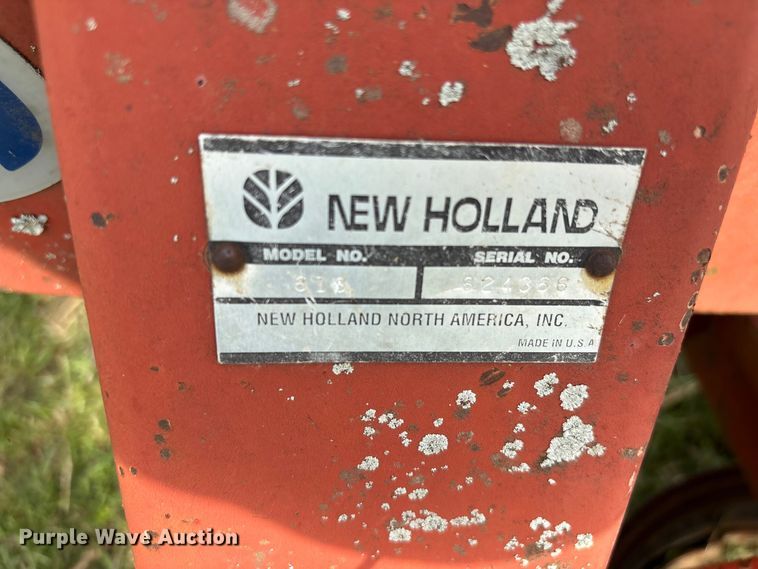 NEW HOLLAND
MODEL NO. SERIAL NO.
NEW HOLLAND NORTH AMERICA, INC.
MADE IN U.S.A
Purple Wave Auction